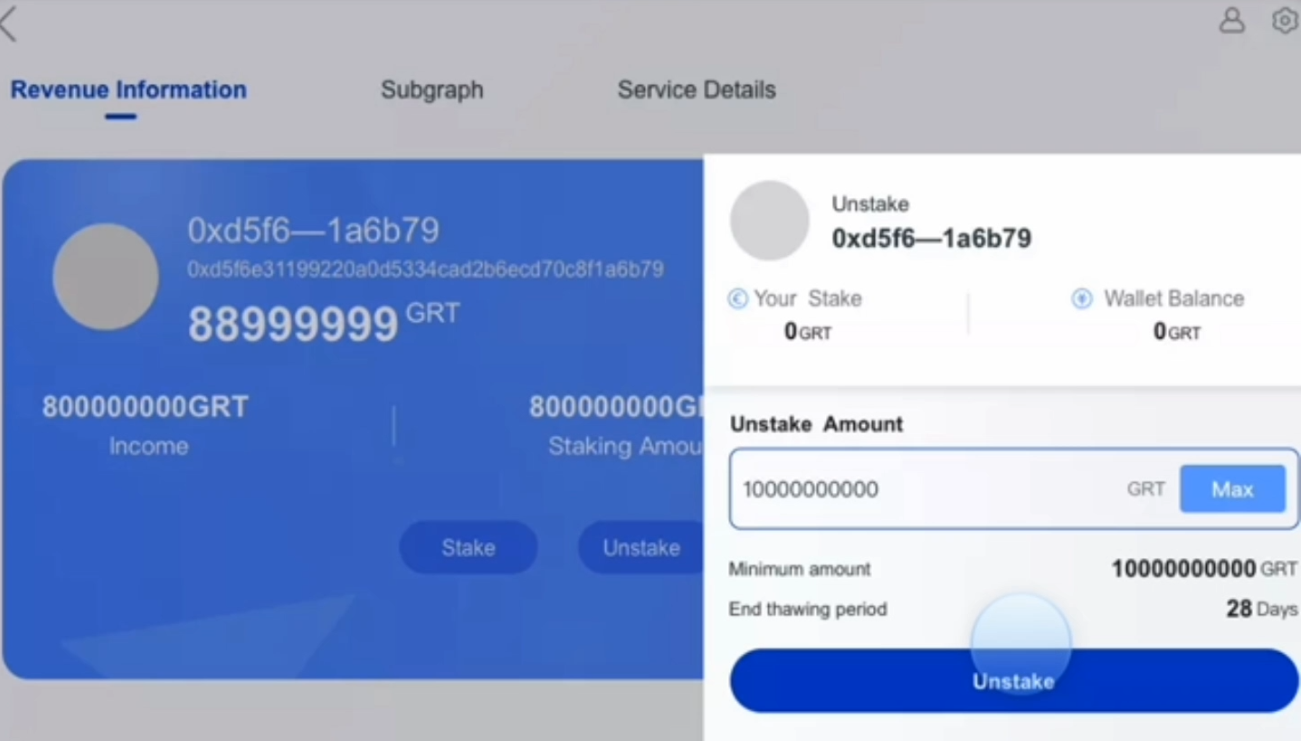 Revenue Information
Subgraph
Service Details
0xd5f6—1a6b79
0xd5f6e31199220a0d5334cad2b6ecd70c8f1a6b79
88999999 GRT
800000000GRT
Income
800000000G
Staking Amou
Stake
Unstake
Unstake
0xd5f6—1a6b79
Your Stake
0GRT
Wallet Balance
0GRT
Unstake Amount
10000000000 GRT Max
Minimum amount 10000000000 GRT
End thawing period 28 Days
Unstake